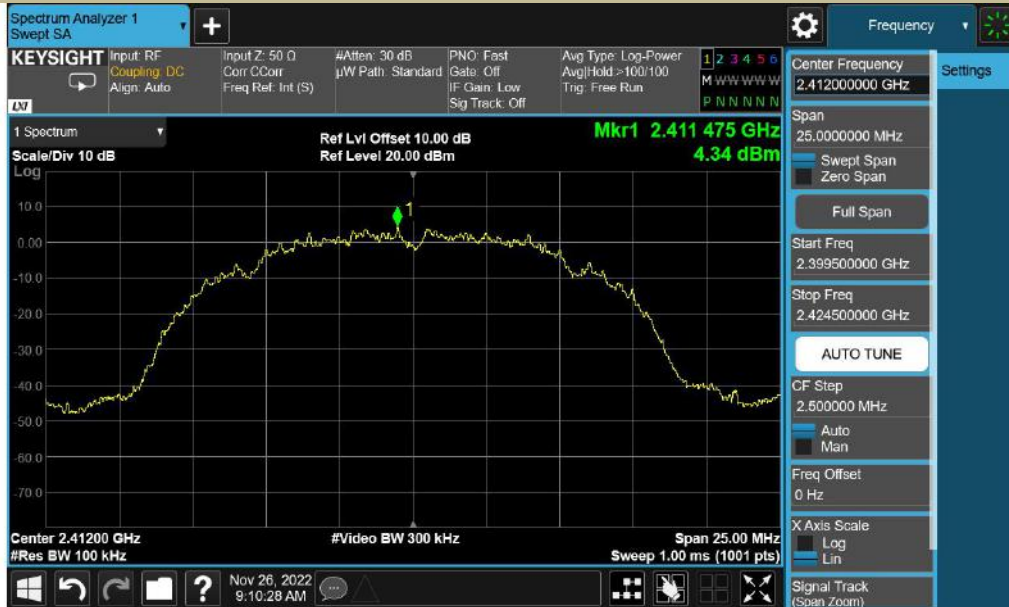 Spectrum Analyzer 1
Swept SA
Frequency
KEYSIGHT
Input: RF
Coupling: DC
Align: Auto
Input Z: 50 Ω
Corr CCorr
Freq Ref: Int (S)
#Atten: 30 dB
µW Path: Standard
PNO: Fast
Gate: Off
IF Gain: Low
Sig Track: Off
Avg Type: Log-Power
Avg|Hold:>100/100
Trig: Free Run
1 2 3 4 5 6
M W W W W W
P N N N N N
LXI
1 Spectrum
Scale/Div 10 dB
Log
Ref Lvl Offset 10.00 dB
Ref Level 20.00 dBm
Mkr1 2.411 475 GHz
4.34 dBm
1
10.0
0.00
-10.0
-20.0
-30.0
-40.0
-50.0
-60.0
-70.0
Center 2.41200 GHz
#Res BW 100 kHz
#Video BW 300 kHz
Span 25.00 MHz
Sweep 1.00 ms (1001 pts)
Nov 26, 2022
9:10:28 AM
?
Center Frequency
2.412000000 GHz
Settings
Span
25.0000000 MHz
Swept Span
Zero Span
Full Span
Start Freq
2.399500000 GHz
Stop Freq
2.424500000 GHz
AUTO TUNE
CF Step
2.500000 MHz
Auto
Man
Freq Offset
0 Hz
X Axis Scale
Log
Lin
Signal Track
(Span Zoom)